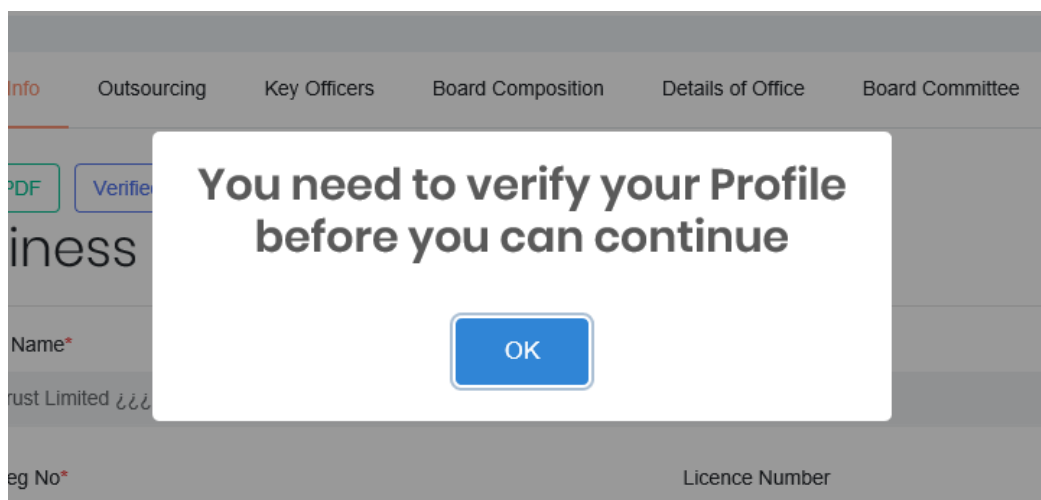 Info Outsourcing Key Officers Board Composition Details of Office Board Committee
PDF Verifie
You need to verify your Profile
before you can continue
iness
OK
Name*
rust Limited ¿¿¿
eg No* Licence Number